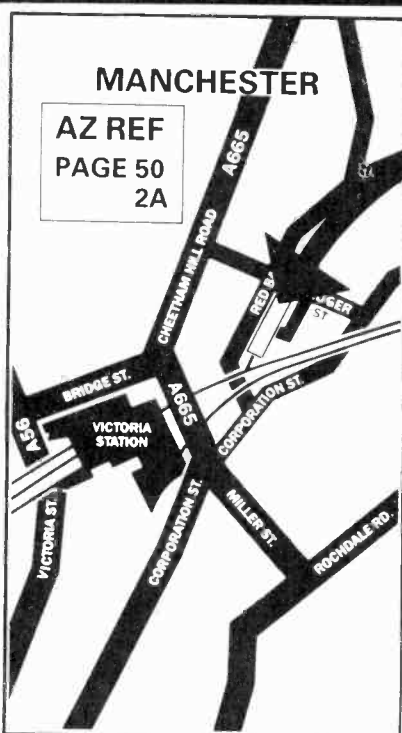 MANCHESTER
AZ REF
PAGE 50
2A
A665
CHEETHAM HILL ROAD
RED
ST
BRIDGE ST.
A665
CORPORATION ST.
A56
VICTORIA
STATION
VICTORIA ST.
CORPORATION ST.
MILLER ST.
ROCHDALE RD.